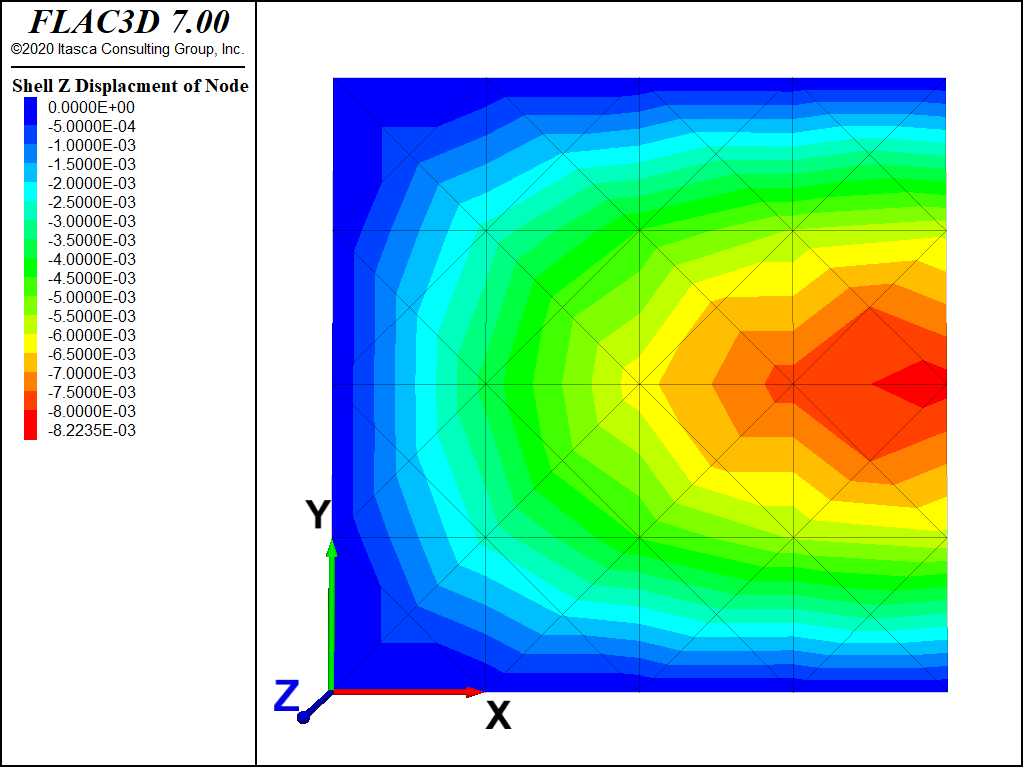 FLAC3D 7.00
©2020 Itasca Consulting Group, Inc.
Shell Z Displacment of Node
0.0000E+00
-5.0000E-04
-1.0000E-03
-1.5000E-03
-2.0000E-03
-2.5000E-03
-3.0000E-03
-3.5000E-03
-4.0000E-03
-4.5000E-03
-5.0000E-03
-5.5000E-03
-6.0000E-03
-6.5000E-03
-7.0000E-03
-7.5000E-03
-8.0000E-03
-8.2235E-03
Y
Z
X